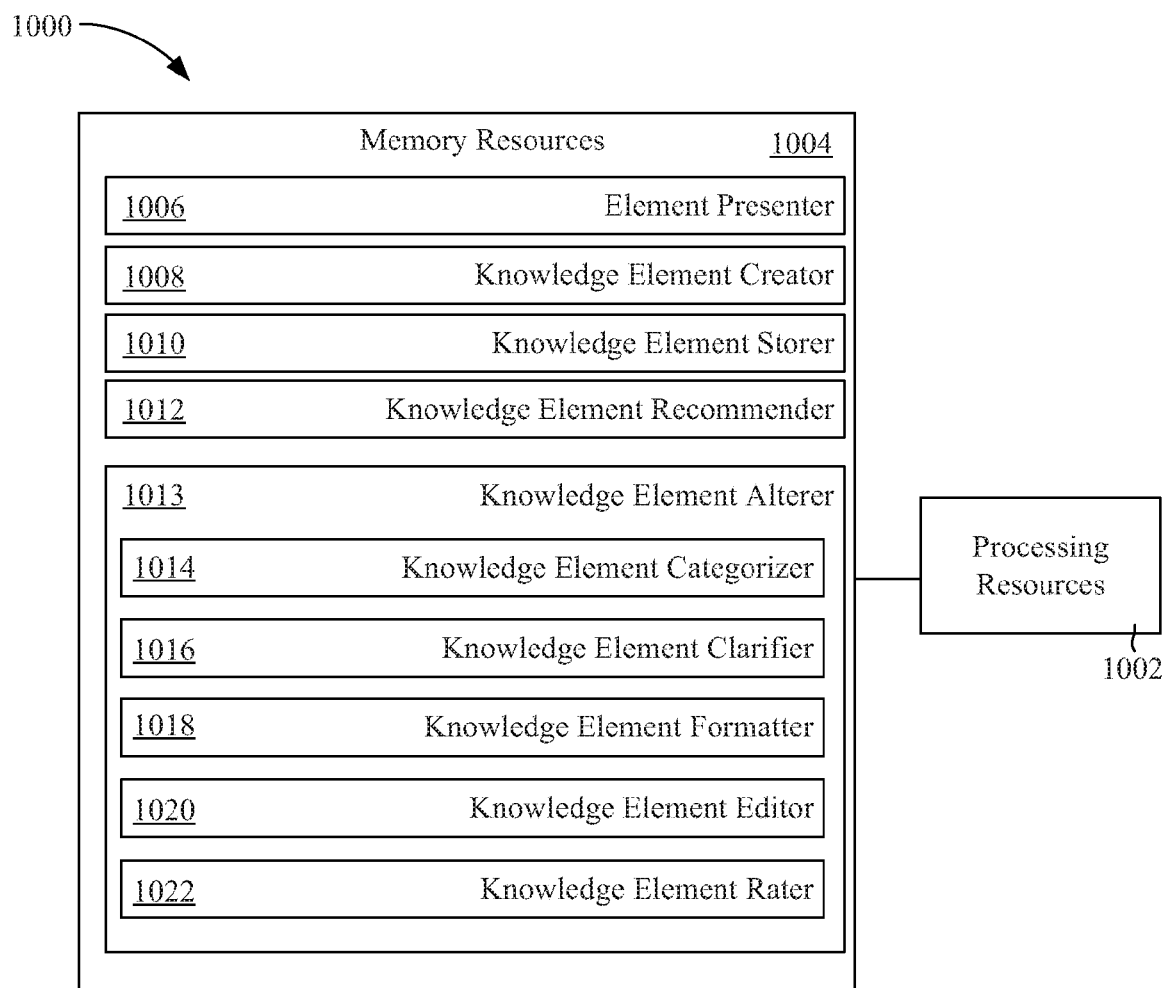 1000
Memory Resources 1004
1006 Element Presenter
1008 Knowledge Element Creator
1010 Knowledge Element Storer
1012 Knowledge Element Recommender
1013 Knowledge Element Alterer
1014 Knowledge Element Categorizer
1016 Knowledge Element Clarifier
1018 Knowledge Element Formatter
1020 Knowledge Element Editor
1022 Knowledge Element Rater
Processing
Resources
1002